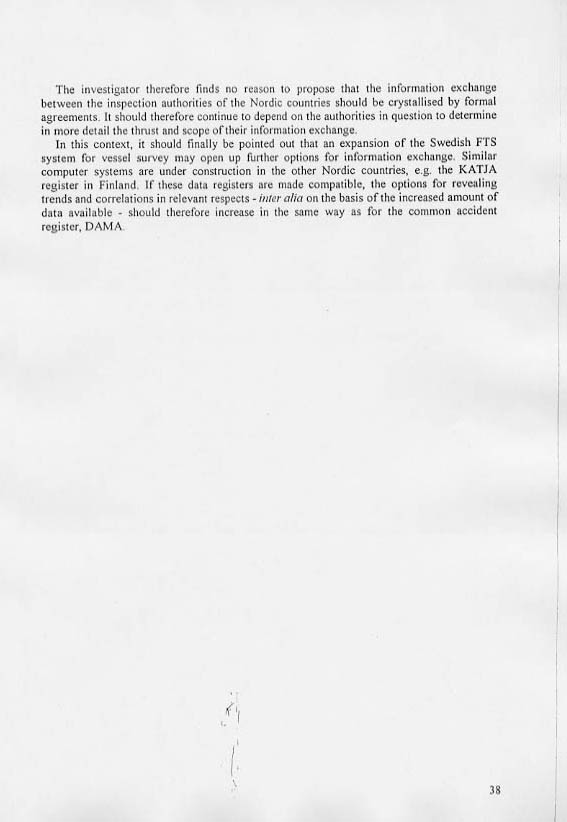 The investigator therefore finds no reason to propose that the information exchange
between the inspection authorities of the Nordic countries should be crystallised by formal
agreements. It should therefore continue to depend on the authorities in question to determine
in more detail the thrust and scope of their information exchange.
In this context, it should finally be pointed out that an expansion of the Swedish FTS
system for vessel survey may open up further options for information exchange. Similar
computer systems are under construction in the other Nordic countries, e.g. the KATJA
register in Finland. If these data registers are made compatible, the options for revealing
trends and correlations in relevant respects - inter alia on the basis of the increased amount of
data available - should therefore increase in the same way as for the common accident
register, DAMA.
38